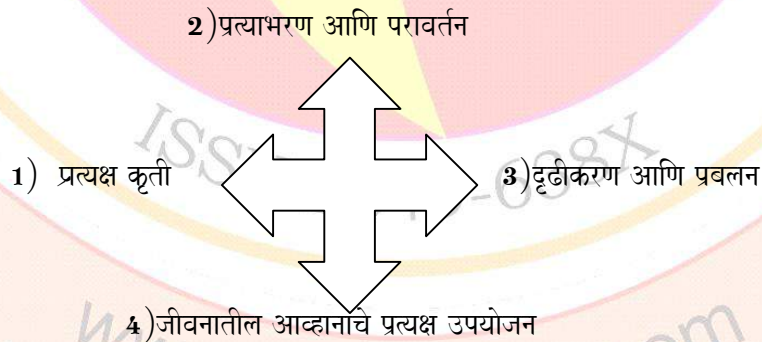 2)प्रत्याभरण आणि परावर्तन
1) प्रत्यक्ष कृती
3)दृढीकरण आणि प्रबलन
4)जीवनातील आव्हानाचे प्रत्यक्ष उपयोजन